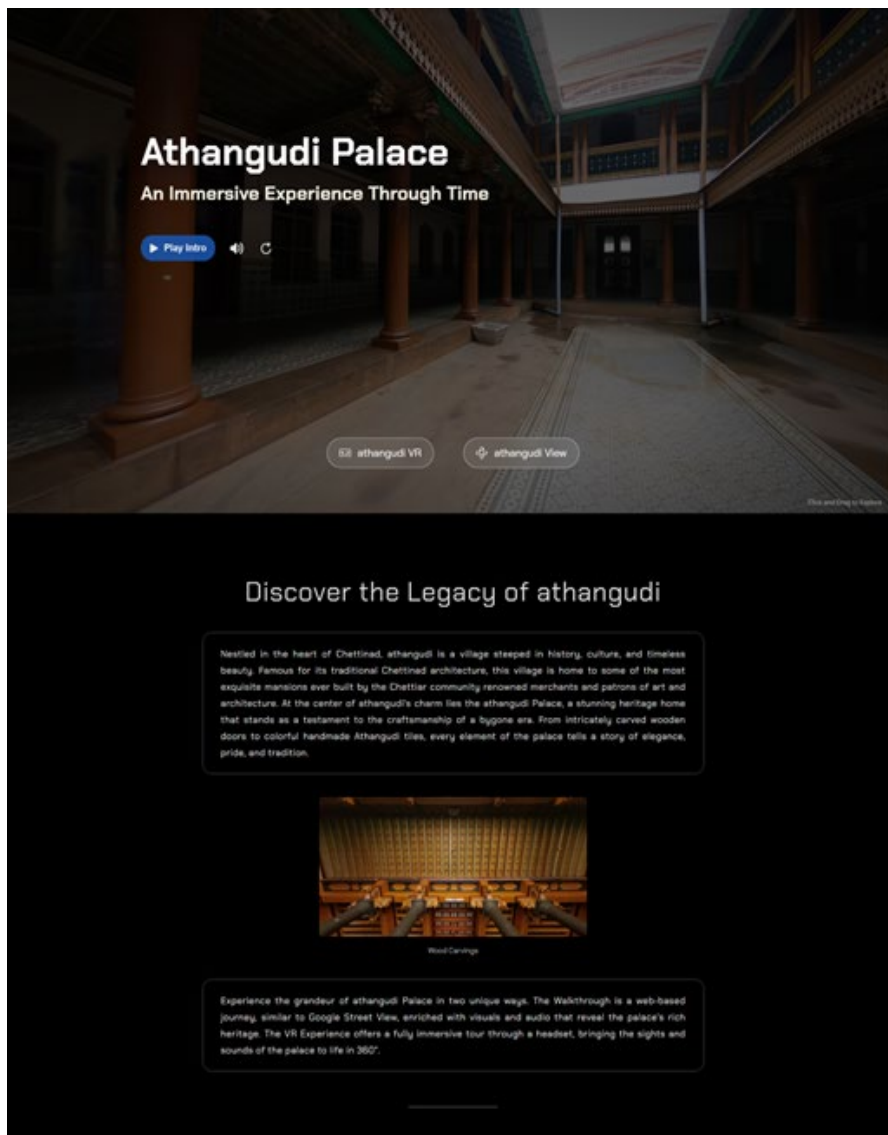 Athangudi Palace
An Immersive Experience Through Time
Play Intro
athangudi VR
athangudi View
Click and Drag to Explore
Discover the Legacy of athangudi
Nestled in the heart of Chettinad, athangudi is a village steeped in history, culture, and timeless
beauty. Famous for its traditional Chettinad architecture, this village is home to some of the most
exquisite mansions ever built by the Chettiar community renowned merchants and patrons of art and
architecture. At the center of athangudi's charm lies the athangudi Palace, a stunning heritage home
that stands as a testament to the craftsmanship of a bygone era. From intricately carved wooden
doors to colorful handmade Athangudi tiles, every element of the palace tells a story of elegance,
pride, and tradition.
Wood Carvings
Experience the grandeur of athangudi Palace in two unique ways. The Walkthrough is a web-based
journey, similar to Google Street View, enriched with visuals and audio that reveal the palace's rich
heritage. The VR Experience offers a fully immersive tour through a headset, bringing the sights and
sounds of the palace to life in 360°.